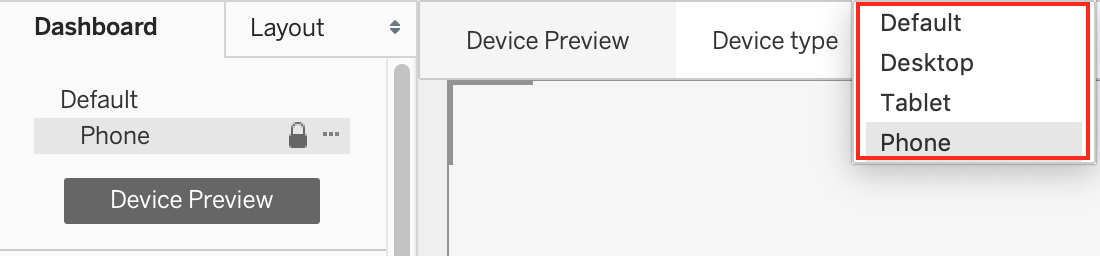 Dashboard
Layout
Default
Phone
Device Preview
Device Preview
Device type
Default
Desktop
Tablet
Phone